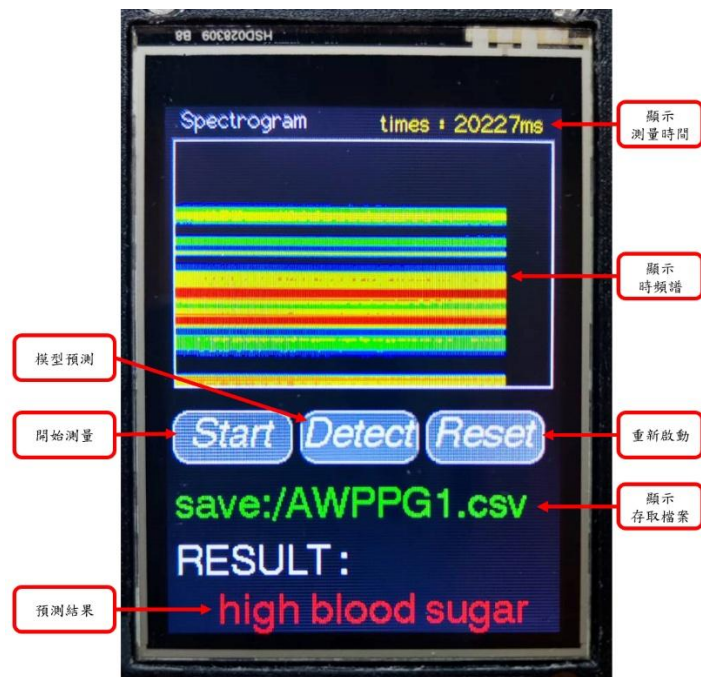 HSD028309 B8
Spectrogram
times : 20227ms
顯示
測量時間
顯示
時頻譜
模型預測
開始測量
Start
Detect
Reset
重新啟動
save:/AWPPG1.csv
顯示
存取檔案
RESULT :
預測結果
high blood sugar